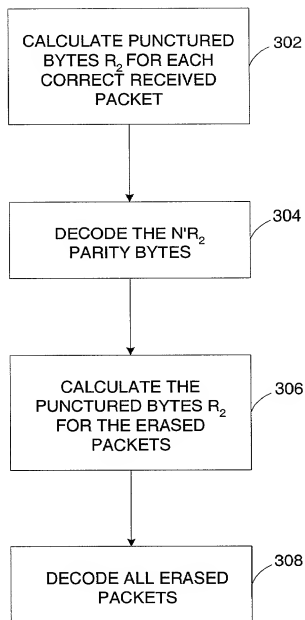 CALCULATE PUNCTURED
BYTES R2 FOR EACH
CORRECT RECEIVED
PACKET
302
DECODE THE N'R2
PARITY BYTES
304
CALCULATE THE
PUNCTURED BYTES R2
FOR THE ERASED
PACKETS
306
DECODE ALL ERASED
PACKETS
308